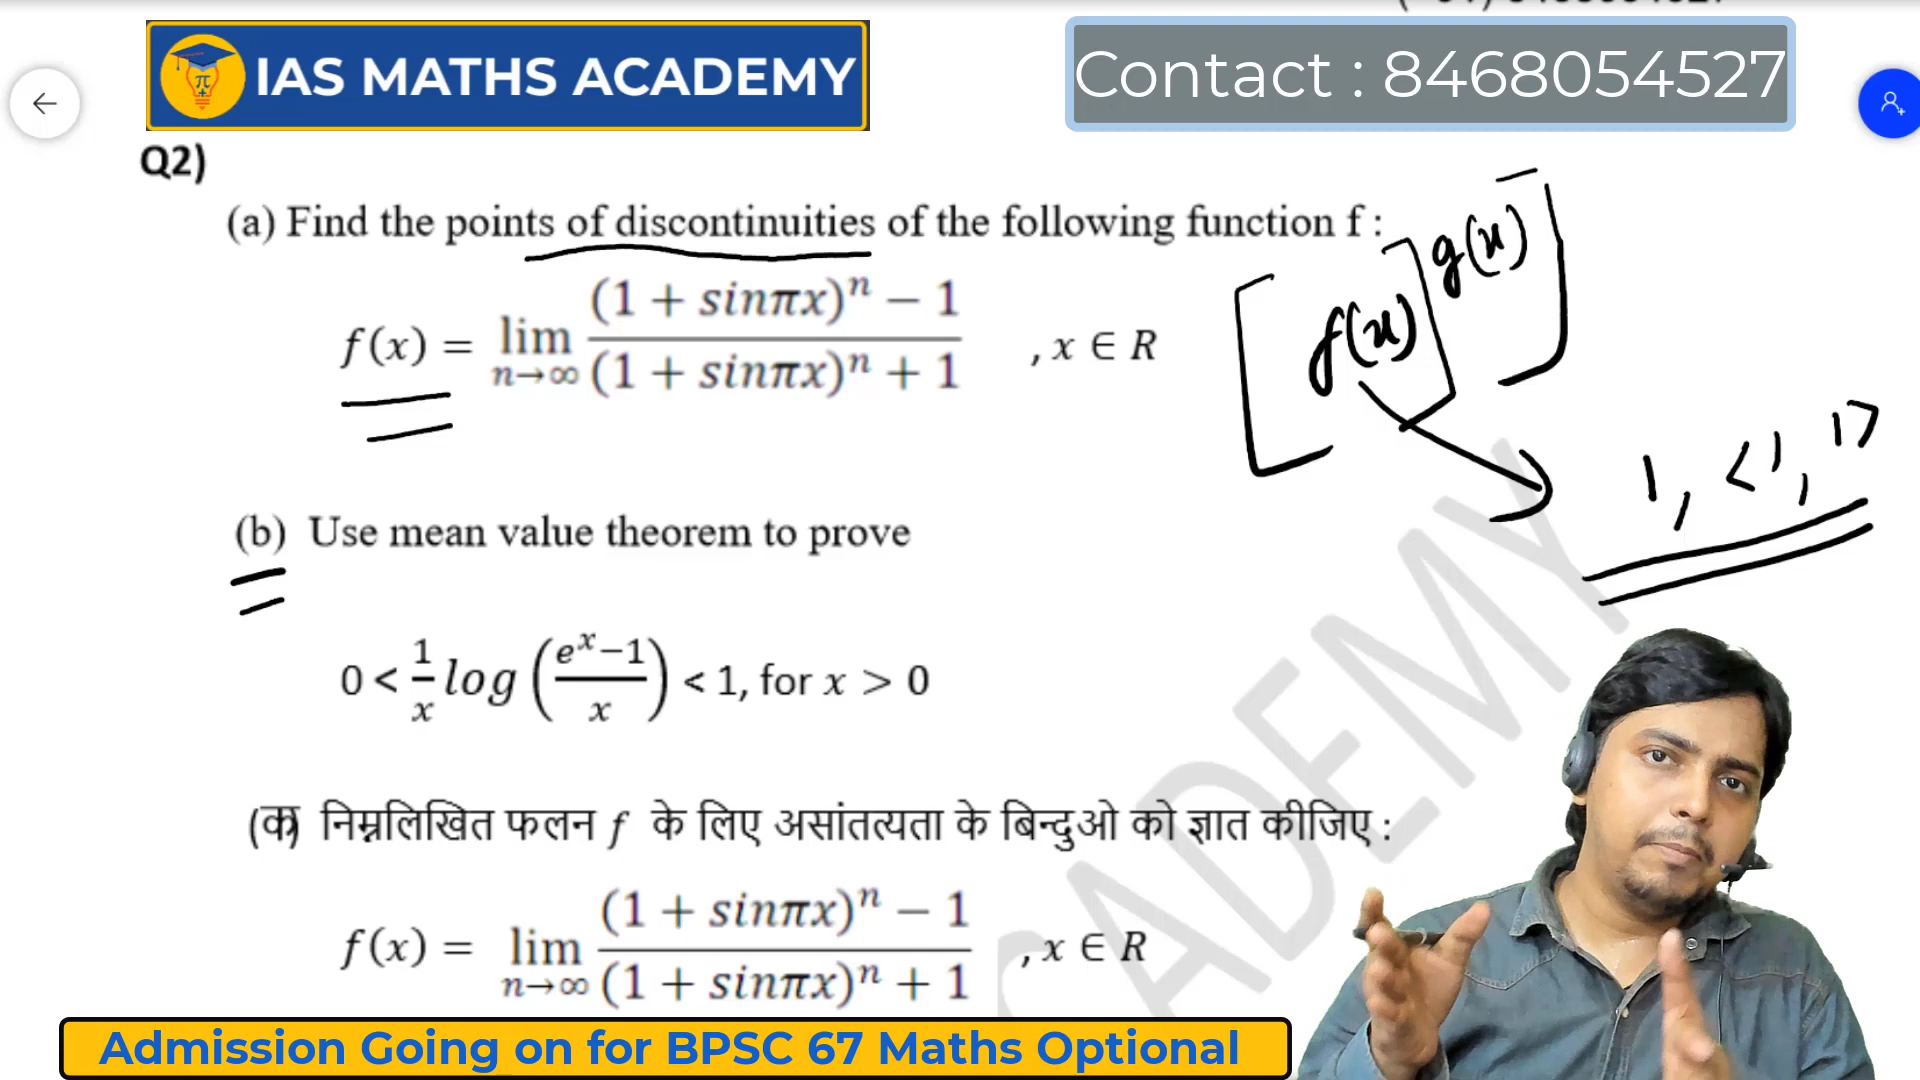 IAS MATHS ACADEMY
Contact : 8468054527
Q2)
(a) Find the points of discontinuities of the following function f :
f(x) = lim n→∞ (1 + sinπx)ⁿ − 1 / (1 + sinπx)ⁿ + 1 , x ∈ R
[f(x)]
g(x)]
1, <1, 1>
(b) Use mean value theorem to prove
0 < 1/x log (eˣ−1 / x) < 1, for x > 0
(क) निम्नलिखित फलन f के लिए असांतत्यता के बिन्दुओ को ज्ञात कीजिए :
f(x) = lim n→∞ (1 + sinπx)ⁿ − 1 / (1 + sinπx)ⁿ + 1 , x ∈ R
CADEMY
Admission Going on for BPSC 67 Maths Optional